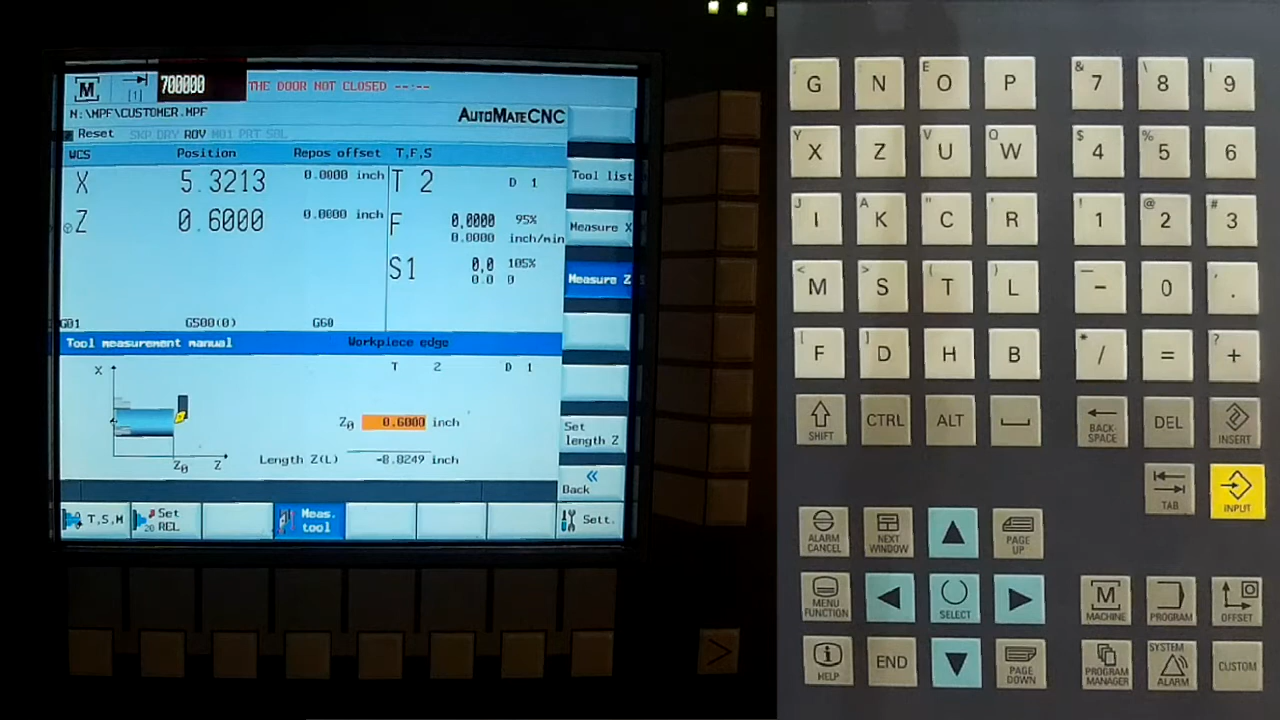 M [1] 700000 THE DOOR NOT CLOSED --:--
N:\MPF\CUSTOMER.MPF
AUTOMATECNC
Reset SKP DRY ROV M01 PRT SBL
WCS Position Repos offset T,F,S
X 5.3213 0.0000 inch T 2 D 1
Z 0.6000 0.0000 inch F 0.0000 95%
0.0000 inch/min
S1 0.0 105%
0.0 0
G01 G500(0) G60
Tool list
Measure X
Measure Z
Set
length Z
Back
Tool measurement manual Workpiece edge
T 2 D 1
X
Z0 0.6000 inch
Z0 Z
Length Z(L) -8.8249 inch
T,S,M
Set
REL
Meas.
tool
Sett.
>
: G N E O P & 7 \ 8 | 9
Y X Z V U Q W $ 4 % 5 6
J I A K " C ' R ! 1 @ 2 # 3
< M > S ( T ) L — - 0 ' .
[ F ] D H B * / = ? +
SHIFT CTRL ALT BACK-SPACE DEL INSERT
TAB INPUT
ALARM CANCEL NEXT WINDOW PAGE UP
MENU FUNCTION SELECT M MACHINE PROGRAM OFFSET
i HELP END PAGE DOWN PROGRAM MANAGER SYSTEM ALARM CUSTOM